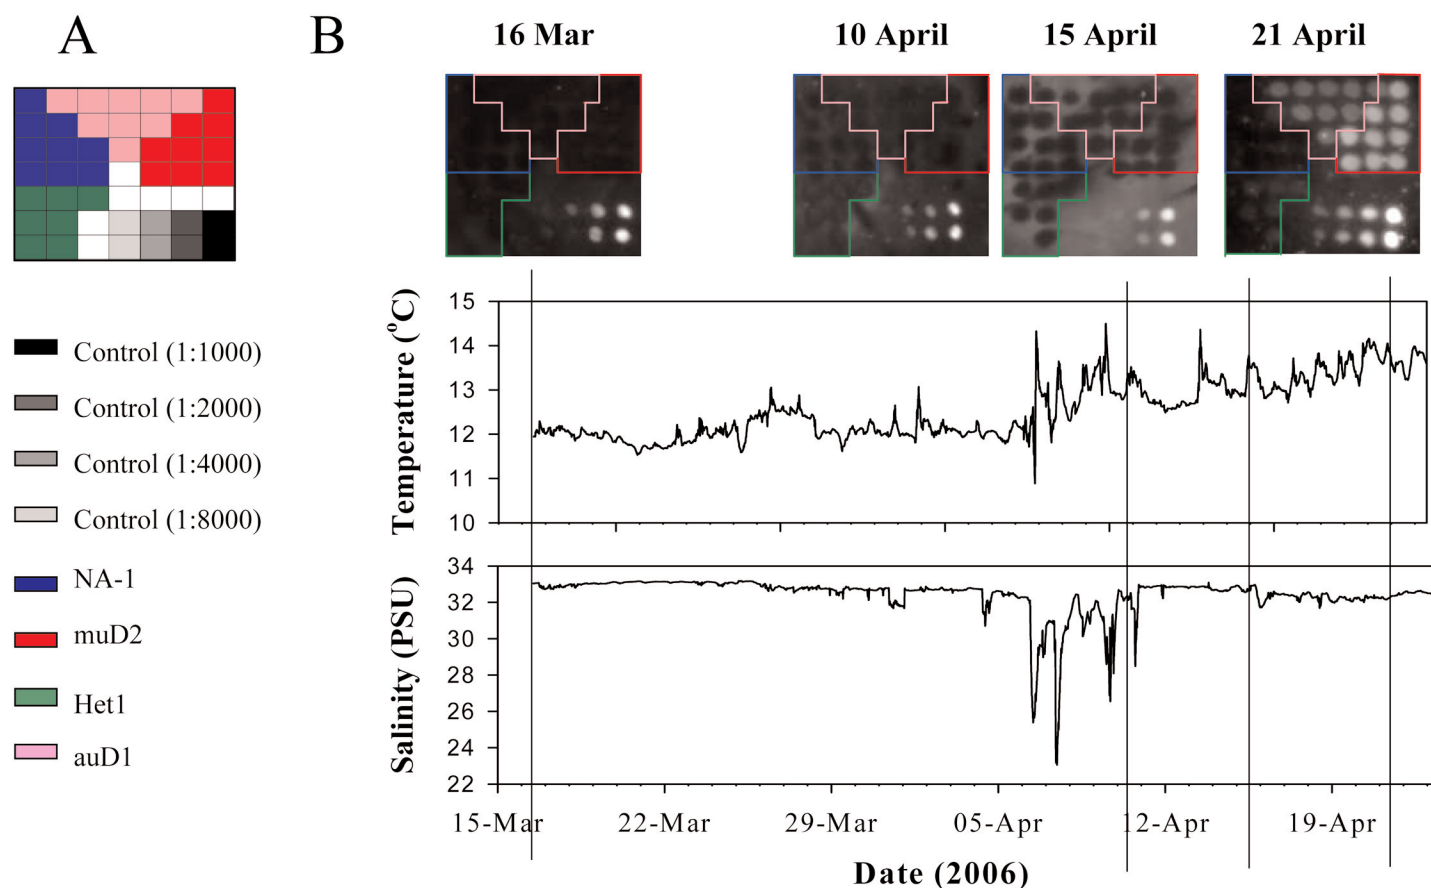 A
B
16 Mar
10 April
15 April
21 April
Control (1:1000)
Control (1:2000)
Control (1:4000)
Control (1:8000)
NA-1
muD2
Het1
auD1
Temperature (°C)
15
14
13
12
11
10
Salinity (PSU)
34
32
30
28
26
24
22
15-Mar 22-Mar 29-Mar 05-Apr 12-Apr 19-Apr
Date (2006)